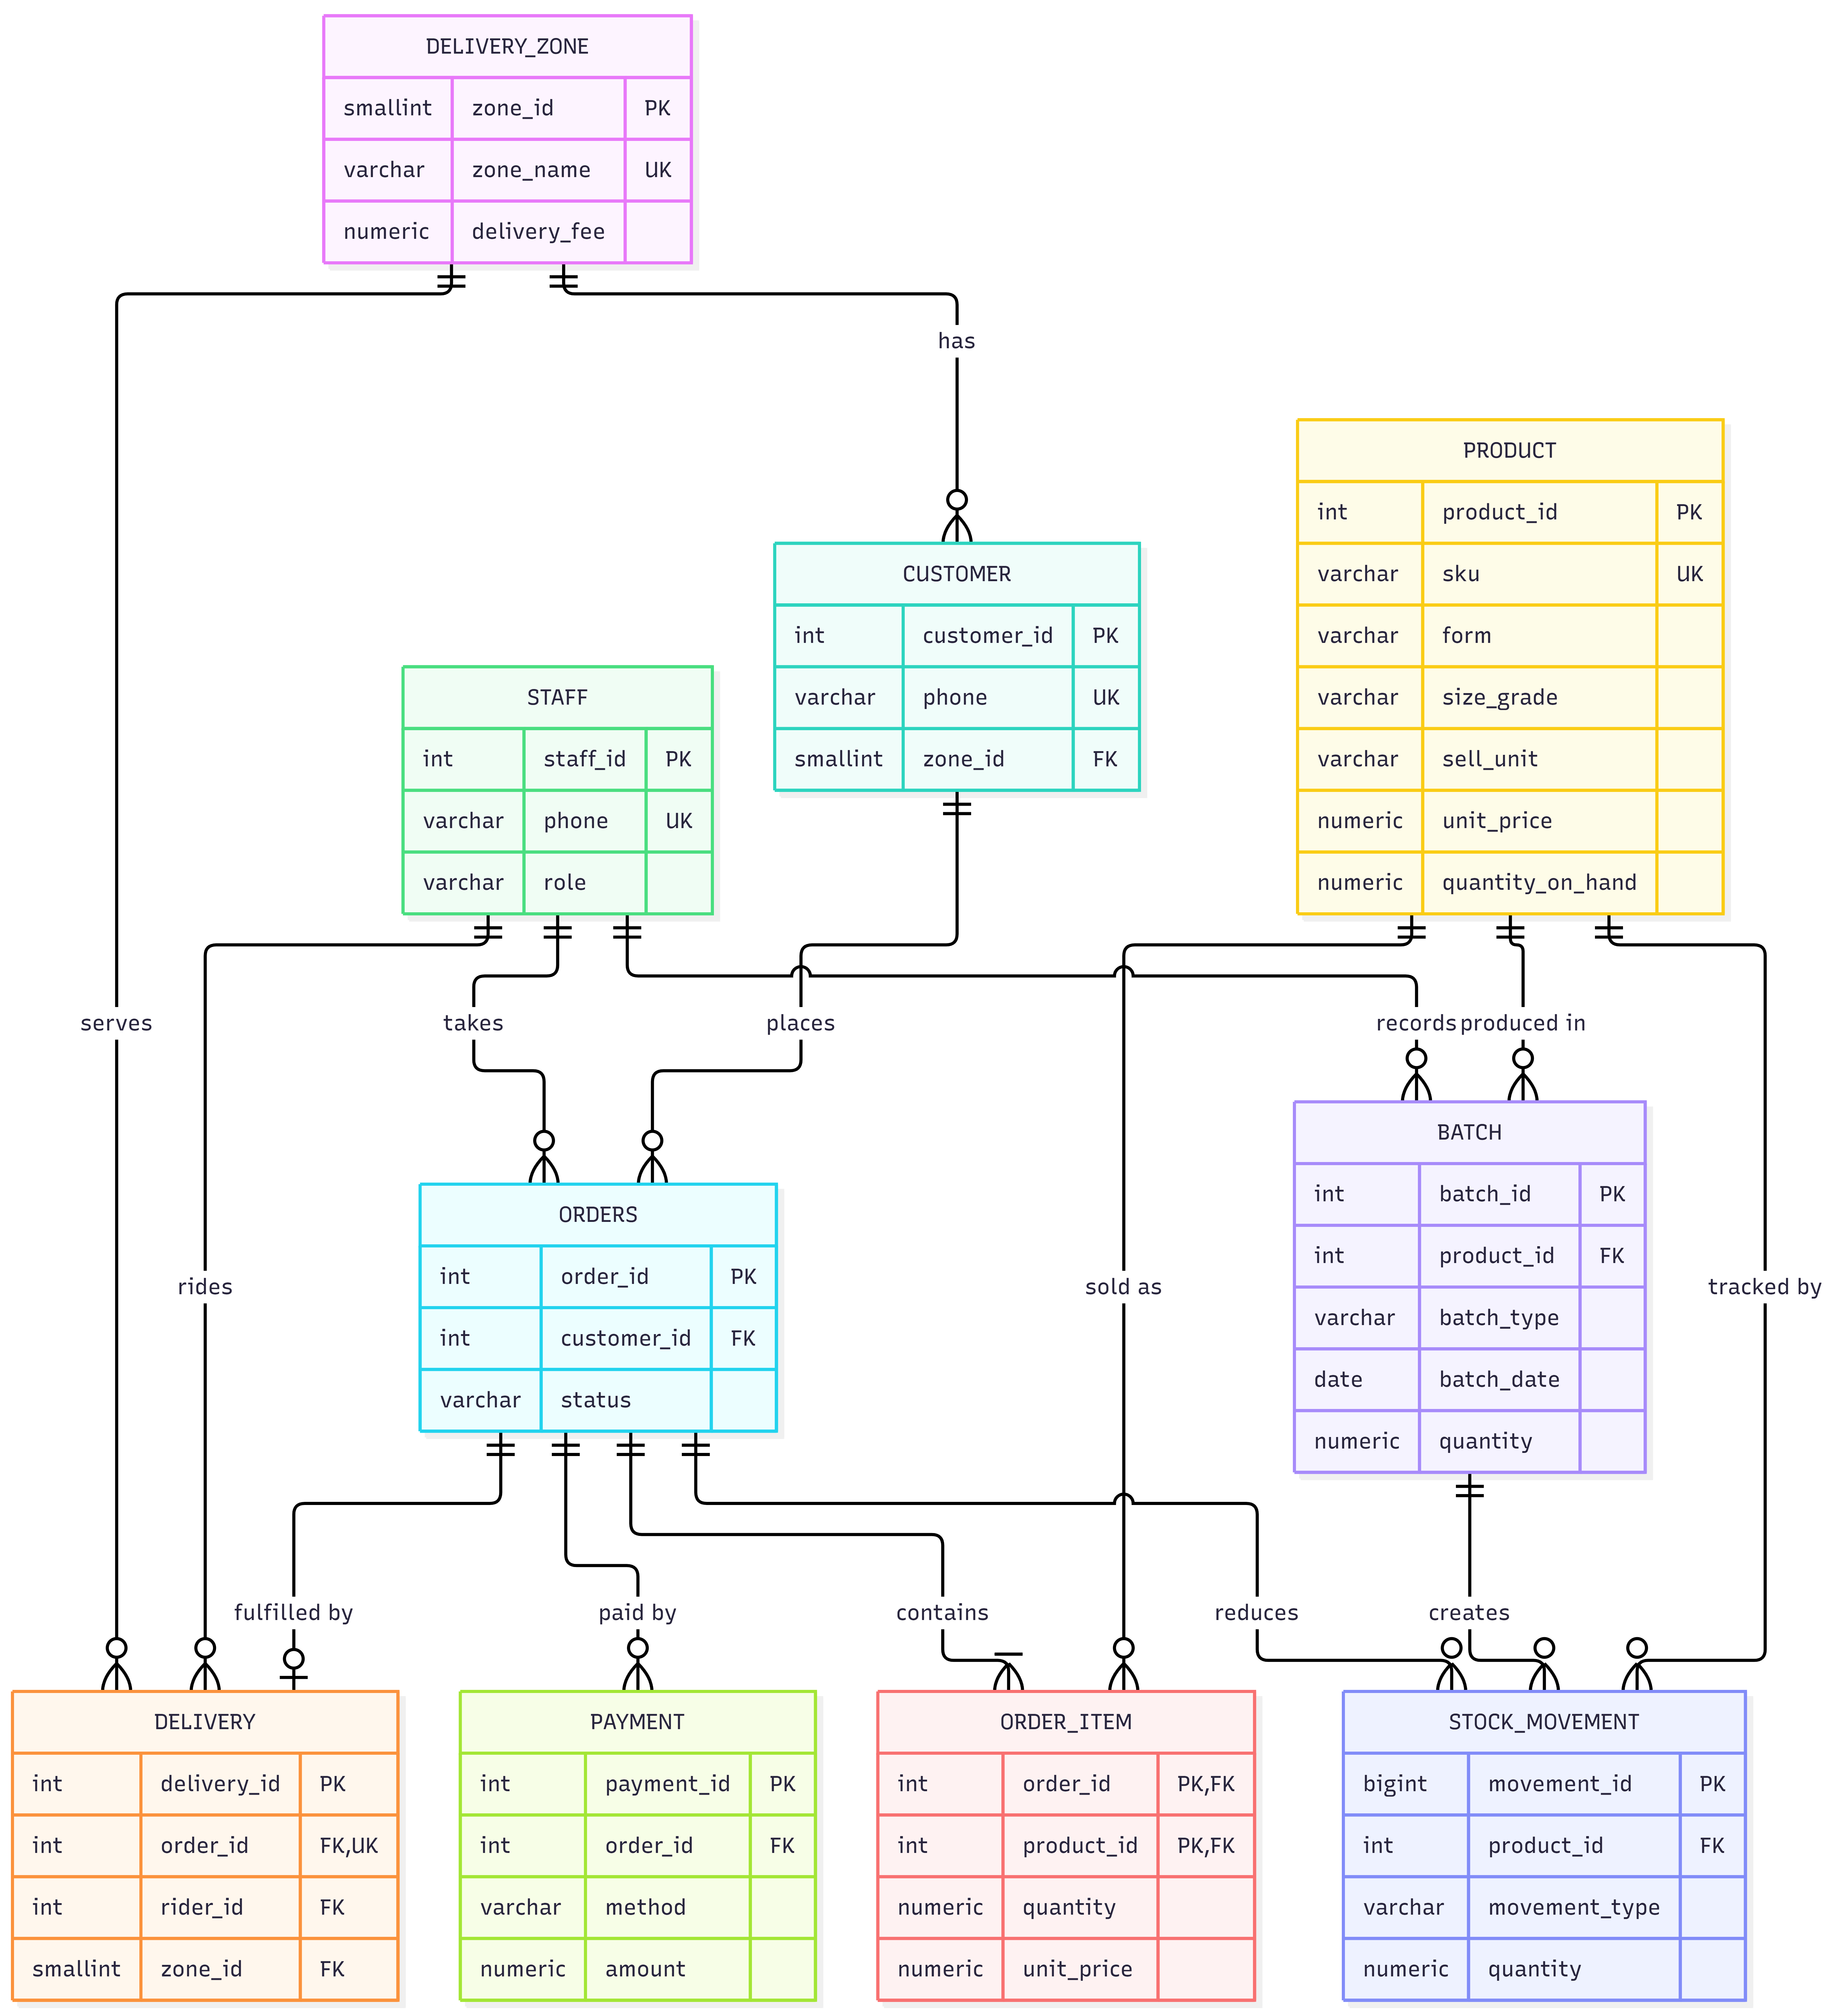 DELIVERY_ZONE
smallint zone_id PK
varchar zone_name UK
numeric delivery_fee
has
PRODUCT
int product_id PK
varchar sku UK
varchar form
varchar size_grade
varchar sell_unit
numeric unit_price
numeric quantity_on_hand
CUSTOMER
int customer_id PK
varchar phone UK
smallint zone_id FK
STAFF
int staff_id PK
varchar phone UK
varchar role
serves
takes
places
records
produced in
BATCH
int batch_id PK
int product_id FK
varchar batch_type
date batch_date
numeric quantity
ORDERS
int order_id PK
int customer_id FK
varchar status
rides
sold as
tracked by
fulfilled by
paid by
contains
reduces
creates
DELIVERY
int delivery_id PK
int order_id FK,UK
int rider_id FK
smallint zone_id FK
PAYMENT
int payment_id PK
int order_id FK
varchar method
numeric amount
ORDER_ITEM
int order_id PK,FK
int product_id PK,FK
numeric quantity
numeric unit_price
STOCK_MOVEMENT
bigint movement_id PK
int product_id FK
varchar movement_type
numeric quantity